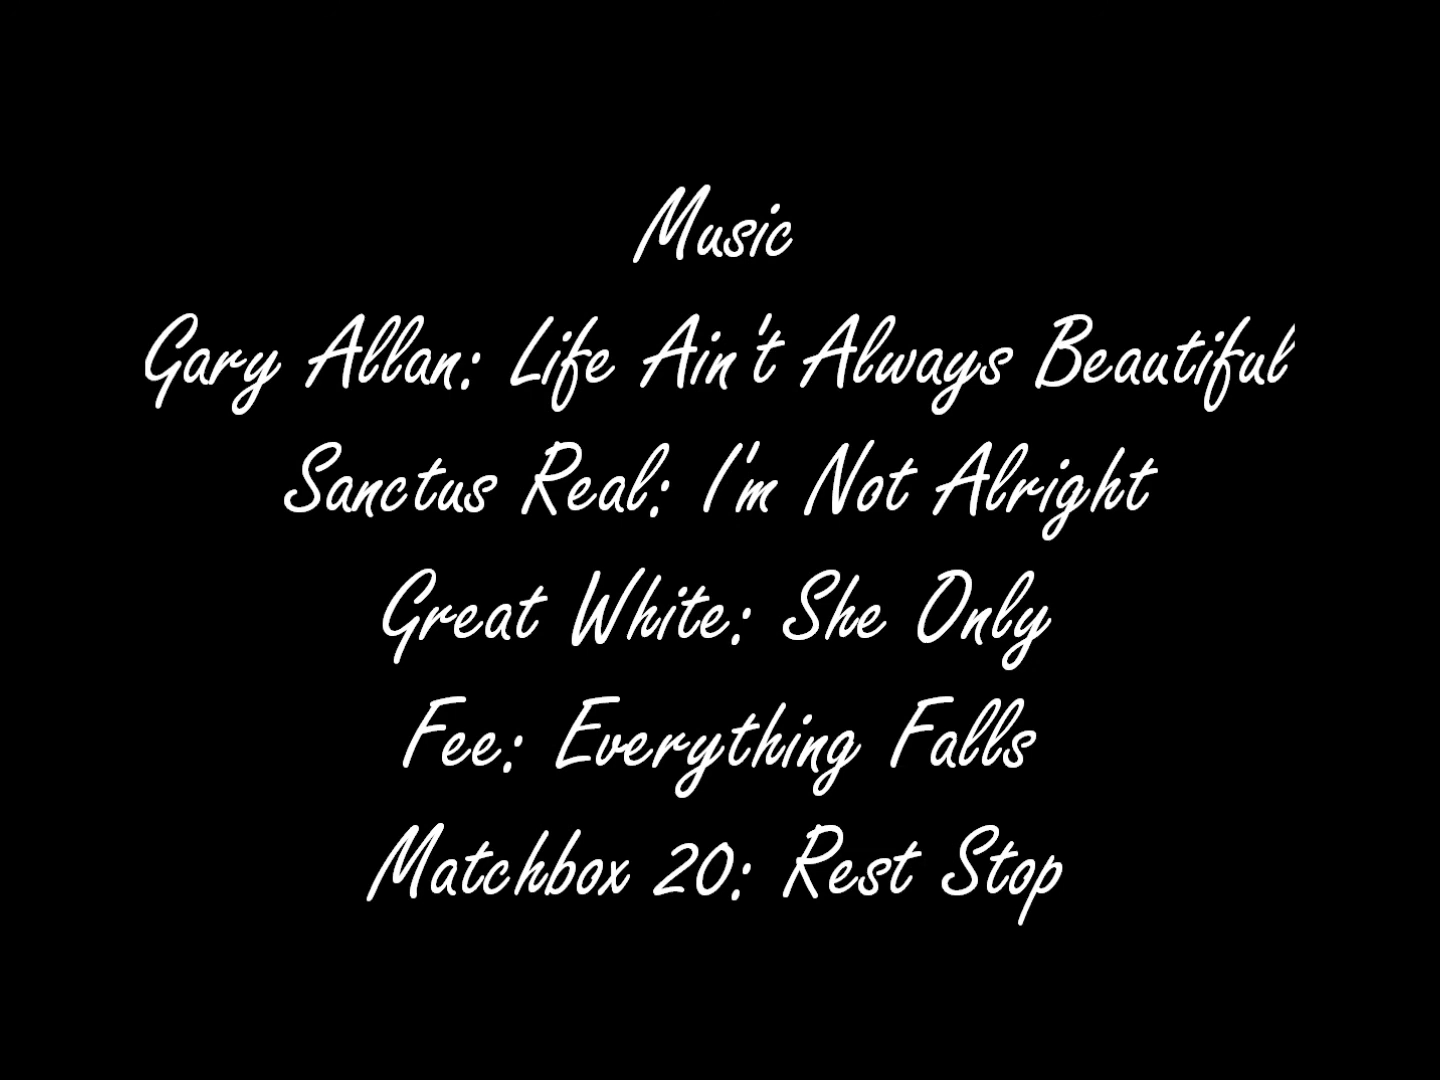 Music
Gary Allan: Life Ain't Always Beautiful
Sanctus Real: I'm Not Alright
Great White: She Only
Fee: Everything Falls
Matchbox 20: Rest Stop